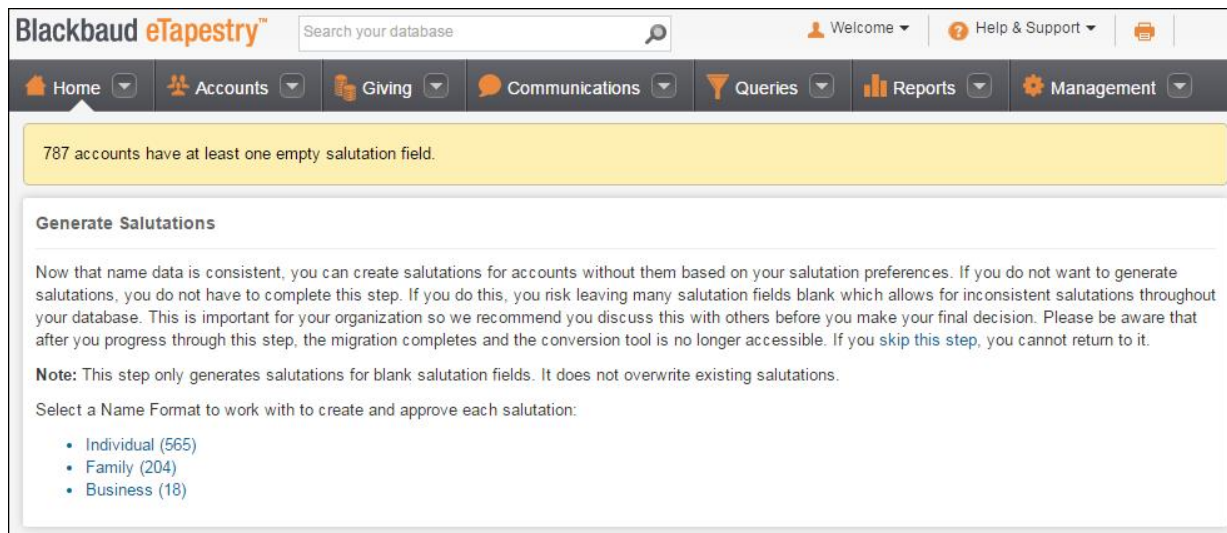 Blackbaud eTapestry™
Search your database
Welcome
Help & Support
Home
Accounts
Giving
Communications
Queries
Reports
Management
787 accounts have at least one empty salutation field.
Generate Salutations
Now that name data is consistent, you can create salutations for accounts without them based on your salutation preferences. If you do not want to generate
salutations, you do not have to complete this step. If you do this, you risk leaving many salutation fields blank which allows for inconsistent salutations throughout
your database. This is important for your organization so we recommend you discuss this with others before you make your final decision. Please be aware that
after you progress through this step, the migration completes and the conversion tool is no longer accessible. If you skip this step, you cannot return to it.
Note: This step only generates salutations for blank salutation fields. It does not overwrite existing salutations.
Select a Name Format to work with to create and approve each salutation:
• Individual (565)
• Family (204)
• Business (18)